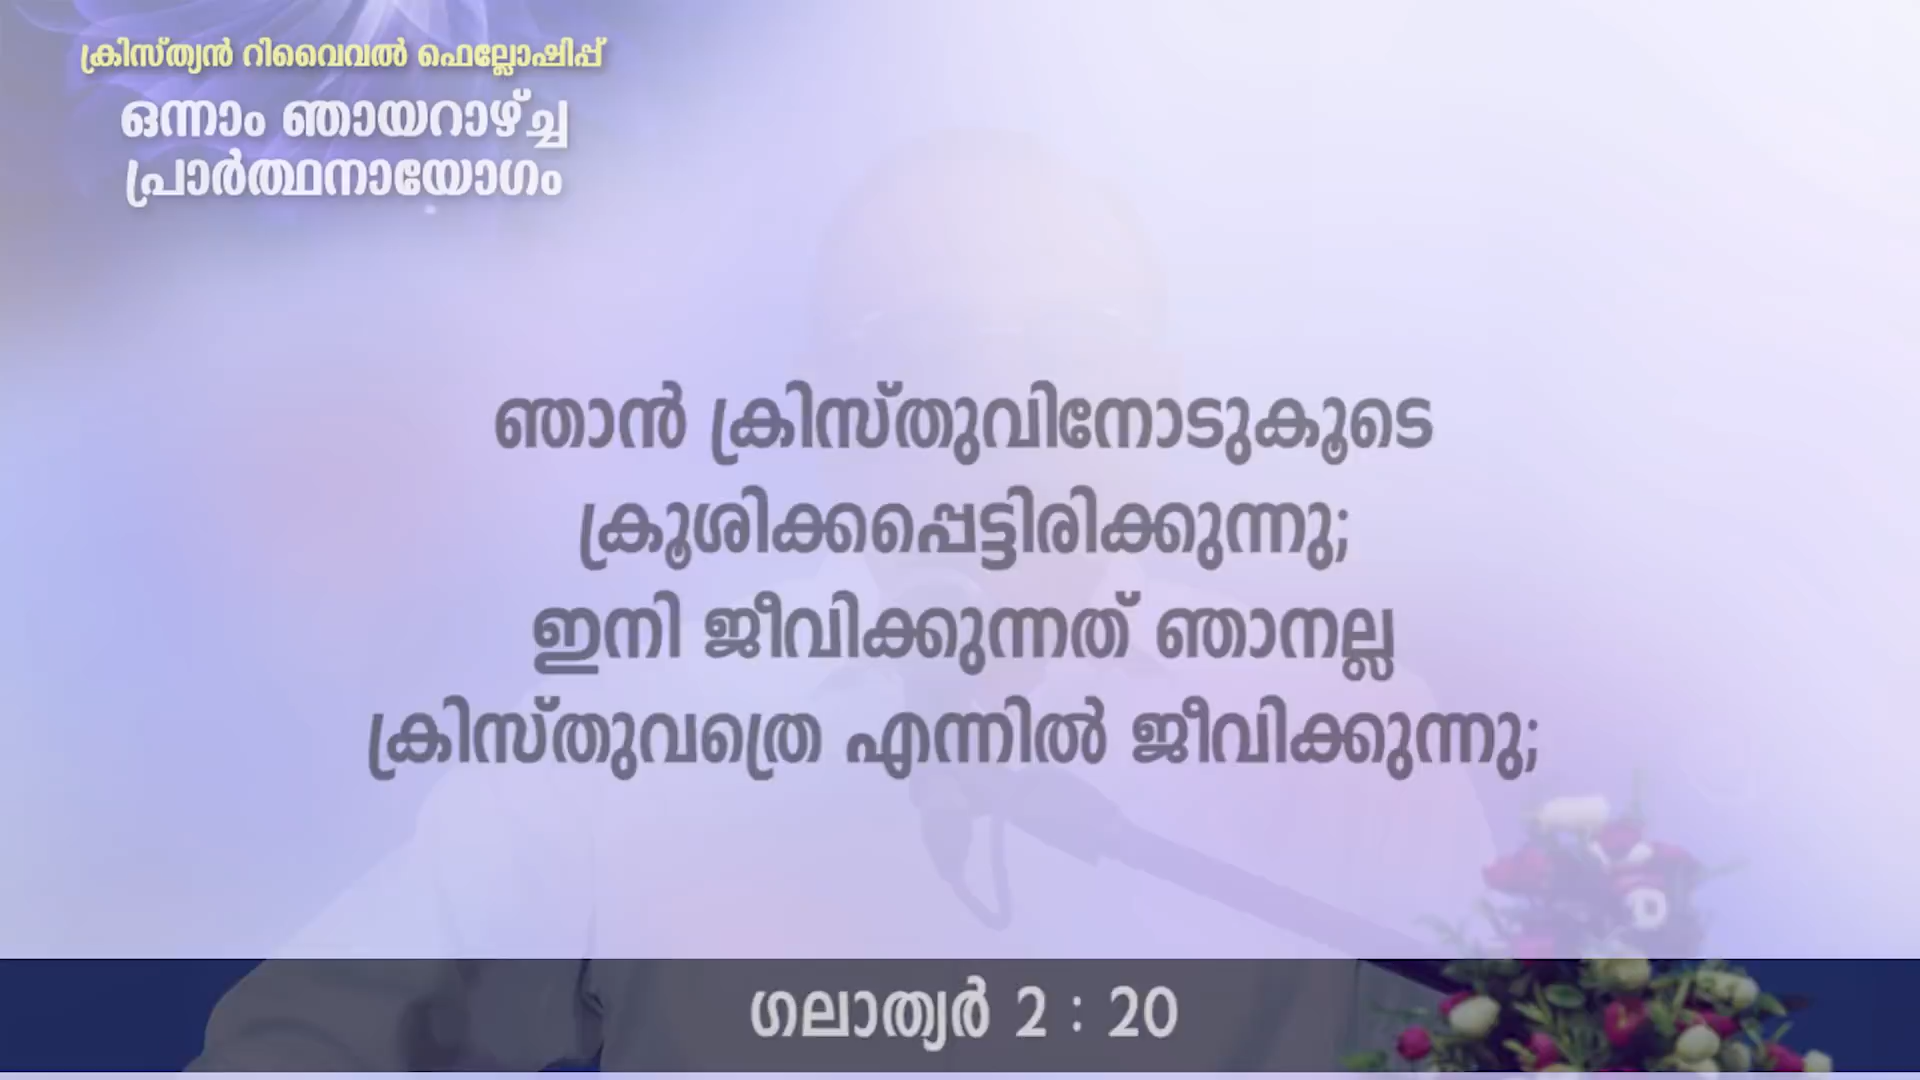 ക്രിസ്ത്യൻ റിവൈവൽ ഫെല്ലോഷിപ്പ്
ഒന്നാം ഞായറാഴ്ച്ച
പ്രാർത്ഥനായോഗം
ഞാൻ ക്രിസ്തുവിനോടുകൂടെ
ക്രൂശിക്കപ്പെട്ടിരിക്കുന്നു;
ഇനി ജീവിക്കുന്നത് ഞാനല്ല
ക്രിസ്തുവത്രെ എന്നിൽ ജീവിക്കുന്നു;
ഗലാത്യർ 2 : 20